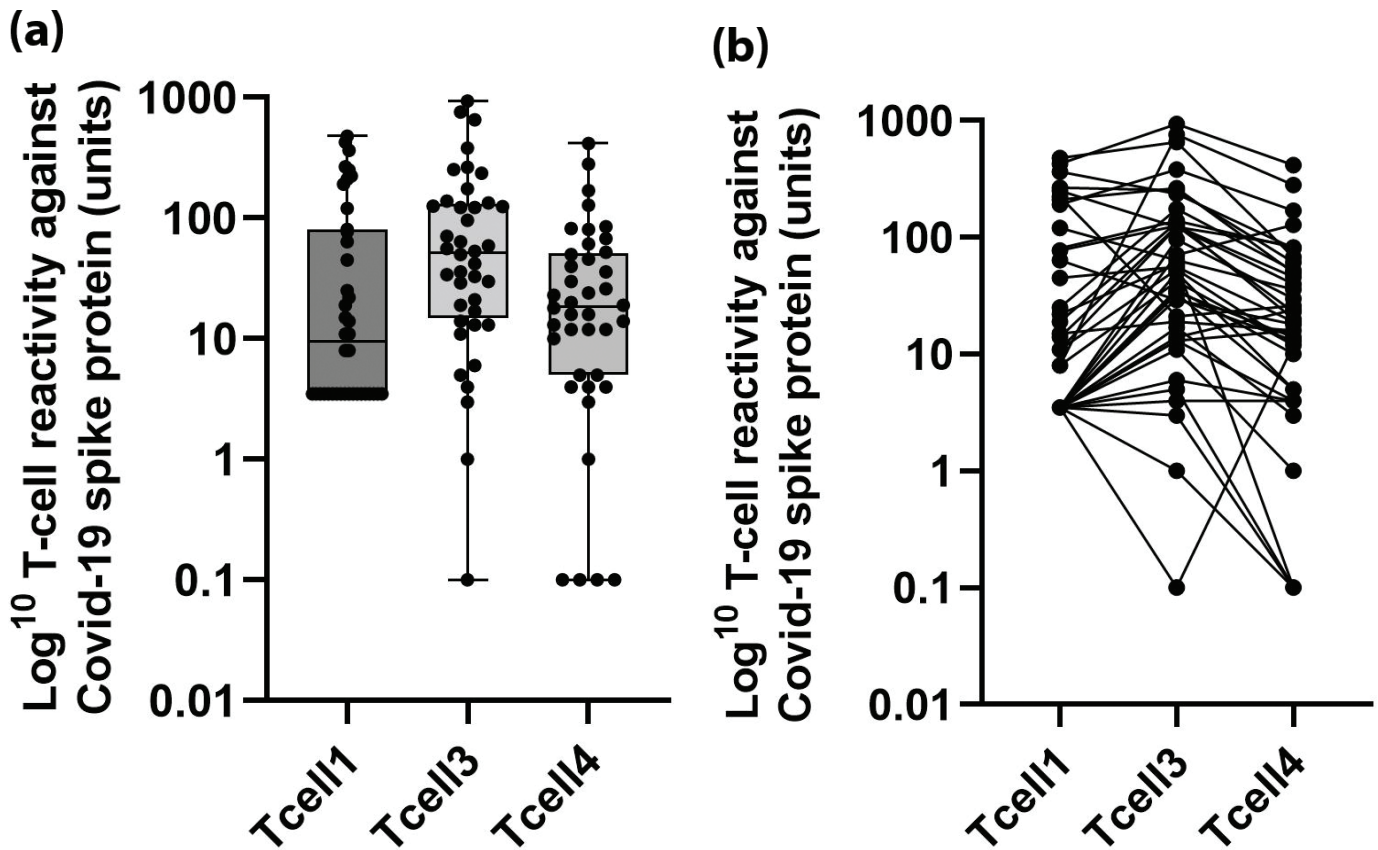 (a)
Log10 T-cell reactivity against
Covid-19 spike protein (units)
1000
100
10
1
0.1
0.01
Tcell1
Tcell3
Tcell4
(b)
Log10 T-cell reactivity against
Covid-19 spike protein (units)
1000
100
10
1
0.1
0.01
Tcell1
Tcell3
Tcell4